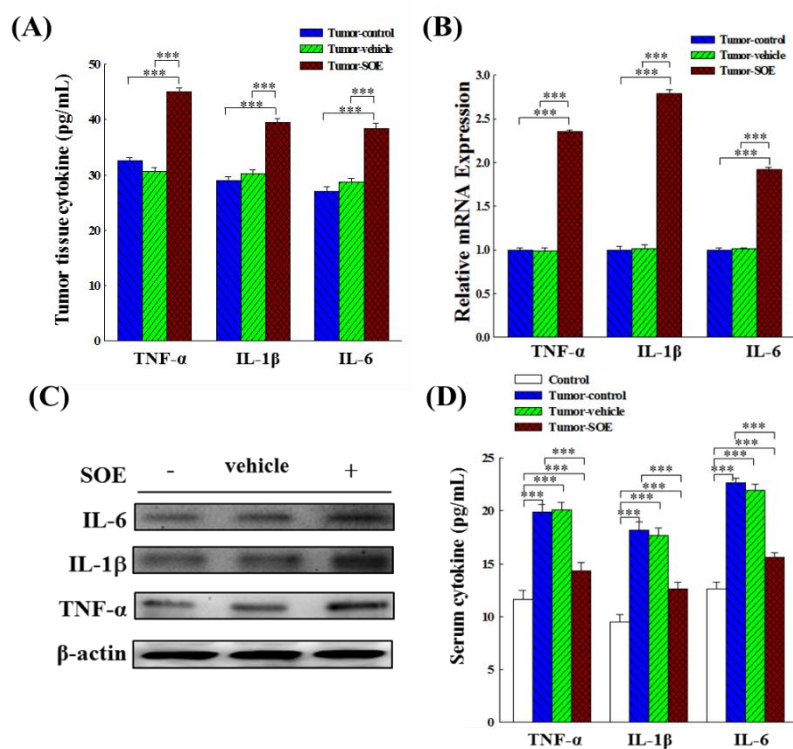 (A)
Tumor-control
Tumor-vehicle
Tumor-SOE
Tumor tissue cytokine (pg/mL)
50
40
30
20
10
0
***
***
***
***
***
***
TNF-α IL-1β IL-6
(B)
Tumor-control
Tumor-vehicle
Tumor-SOE
Relative mRNA Expression
3.0
2.5
2.0
1.5
1.0
0.5
0.0
***
***
***
***
***
***
TNF-α IL-1β IL-6
(C)
SOE - vehicle +
IL-6
IL-1β
TNF-α
β-actin
(D)
Control
Tumor-control
Tumor-vehicle
Tumor-SOE
Serum cytokine (pg/mL)
25
20
15
10
5
0
***
***
***
***
***
***
***
***
***
***
***
***
TNF-α IL-1β IL-6